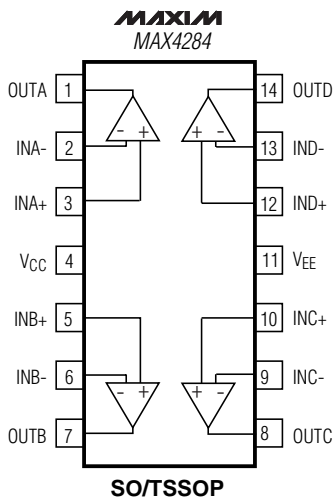 MAXIM
MAX4284
OUTA 1 14 OUTD
INA- 2 - + + - 13 IND-
INA+ 3 12 IND+
VCC 4 11 VEE
INB+ 5 10 INC+
INB- 6 - + + - 9 INC-
OUTB 7 8 OUTC
SO/TSSOP